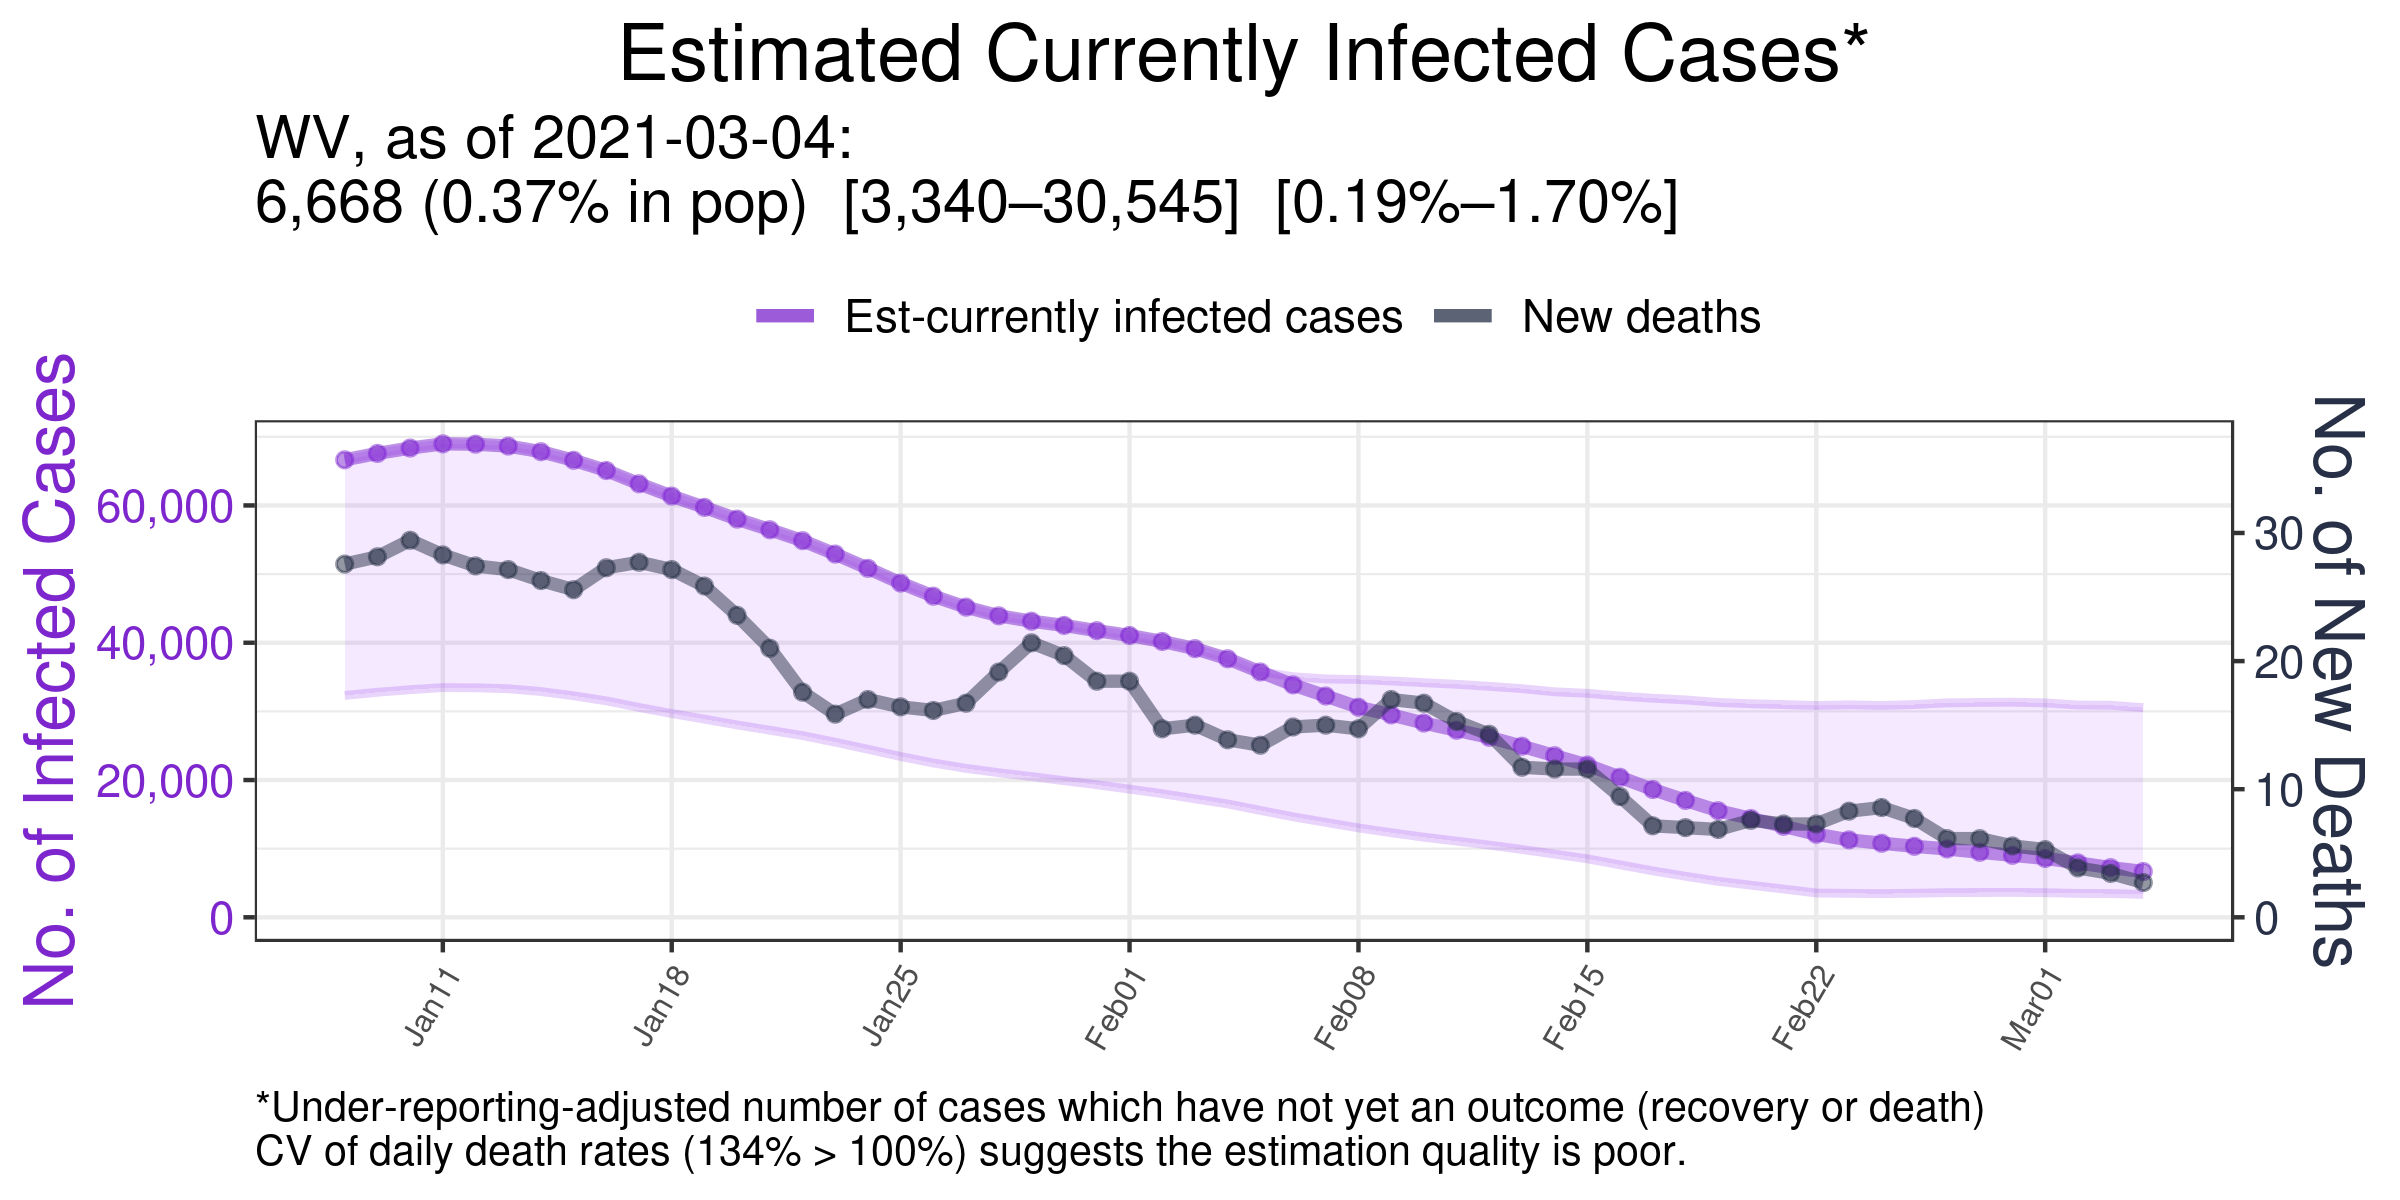 Estimated Currently Infected Cases*
WV, as of 2021-03-04:
6,668 (0.37% in pop)  [3,340–30,545]  [0.19%–1.70%]
Est-currently infected cases
New deaths
No. of Infected Cases
60,000
40,000
20,000
0
30
20
10
0
No. of New Deaths
Jan11
Jan18
Jan25
Feb01
Feb08
Feb15
Feb22
Mar01
*Under-reporting-adjusted number of cases which have not yet an outcome (recovery or death)
CV of daily death rates (134% > 100%) suggests the estimation quality is poor.